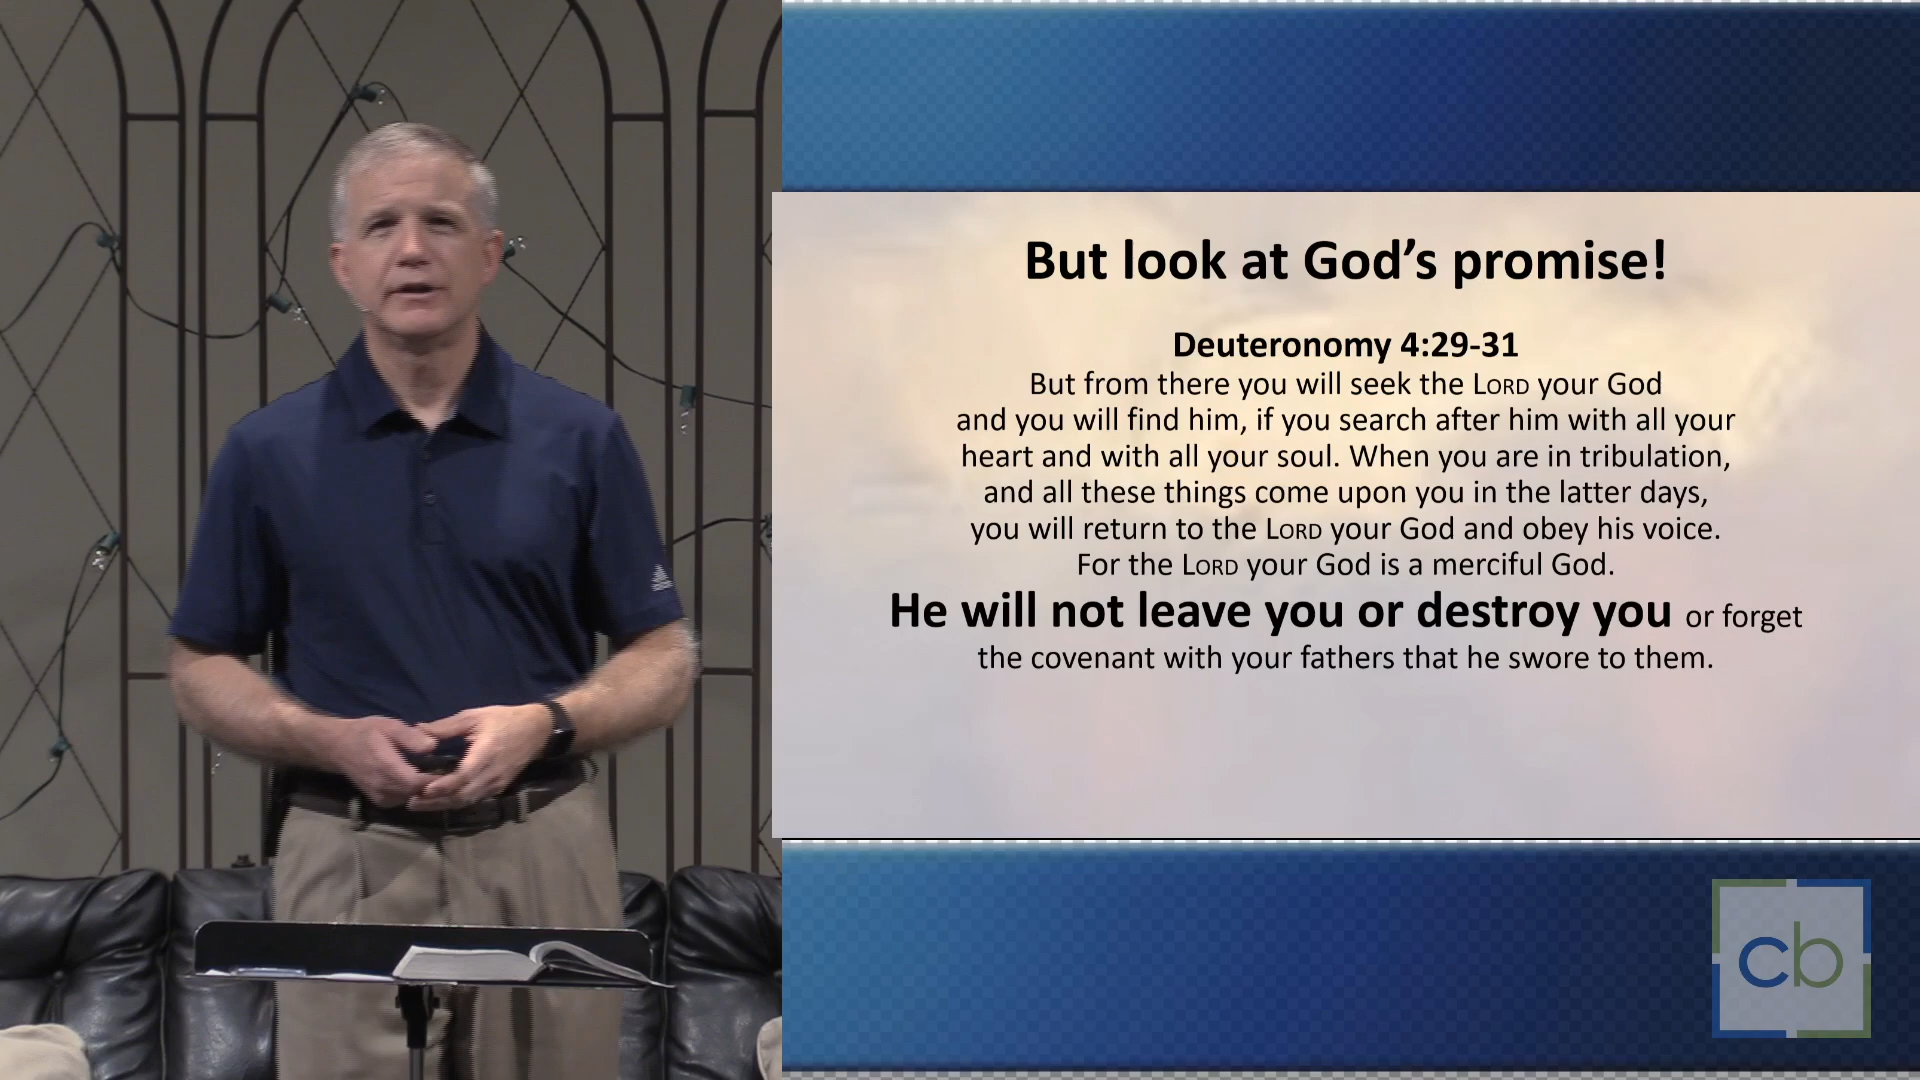 But look at God’s promise!
Deuteronomy 4:29-31
But from there you will seek the LORD your God
and you will find him, if you search after him with all your
heart and with all your soul. When you are in tribulation,
and all these things come upon you in the latter days,
you will return to the LORD your God and obey his voice.
For the LORD your God is a merciful God.
He will not leave you or destroy you or forget
the covenant with your fathers that he swore to them.
cb